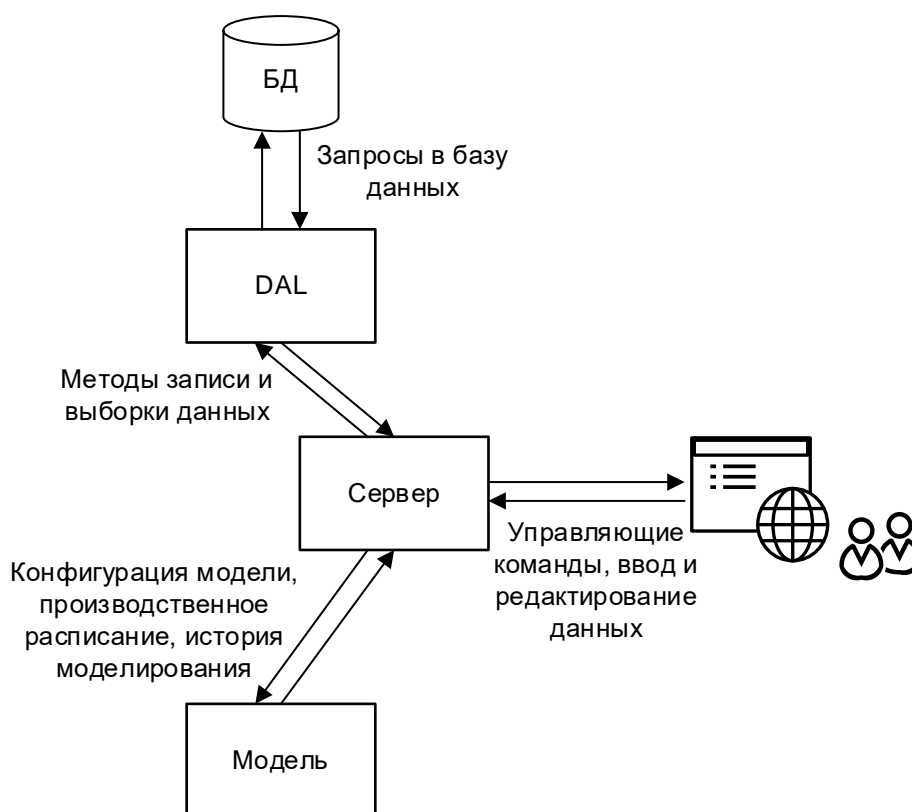 БД
Запросы в базу
данных
DAL
Методы записи и
выборки данных
Сервер
Управляющие
команды, ввод и
редактирование
данных
Конфигурация модели,
производственное
расписание, история
моделирования
Модель